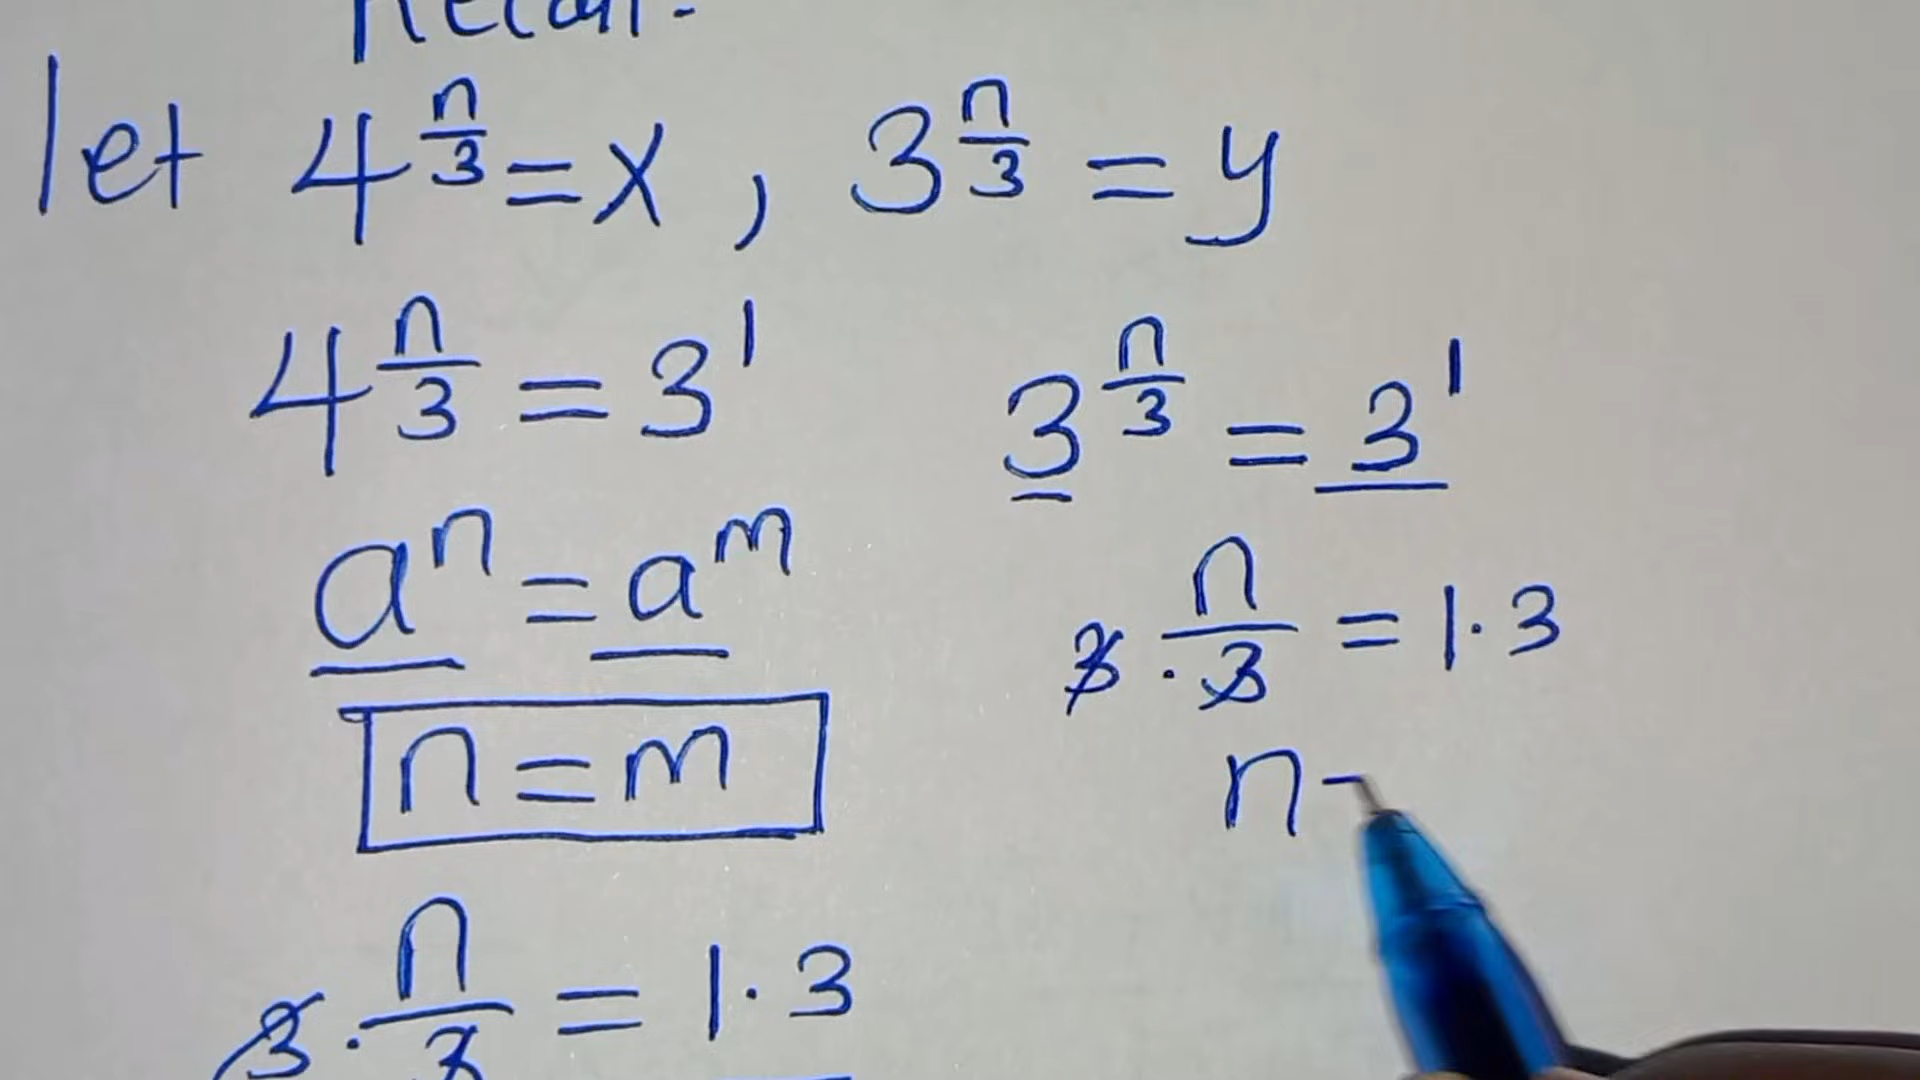 Recall:
let 4^(n/3) = x , 3^(n/3) = y
4^(n/3) = 3^1
3^(n/3) = 3^1
a^n = a^m
n = m
3 · n/3 = 1·3
3 · n/3 = 1·3
n -